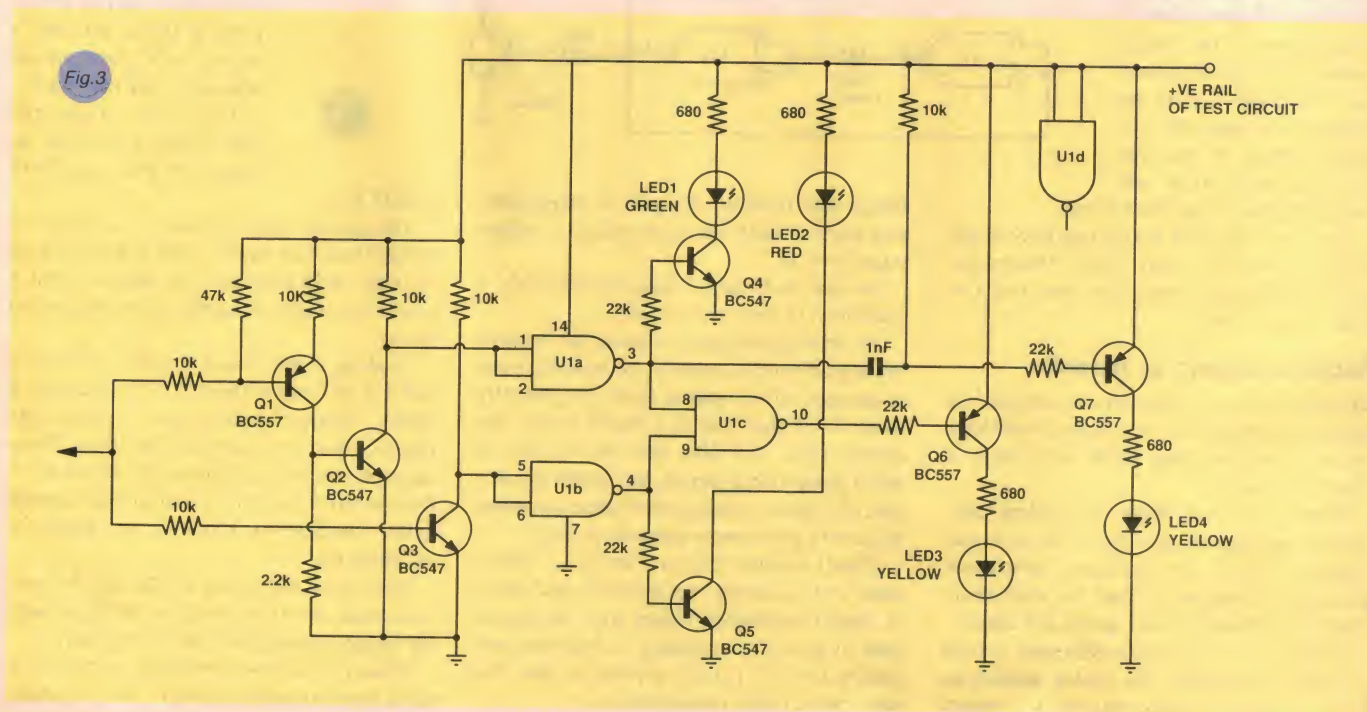 Fig.3
+VE RAIL
OF TEST CIRCUIT
680
680
10k
U1d
LED1
GREEN
LED2
RED
Q4
BC547
47k
10K
10k
10k
22k
14
1
2
U1a
3
1nF
22k
Q7
BC557
10k
Q1
BC557
8
9
U1c
10
22k
Q6
BC557
680
Q2
BC547
5
6
U1b
4
7
10k
Q3
BC547
22k
680
LED3
YELLOW
LED4
YELLOW
2.2k
Q5
BC547